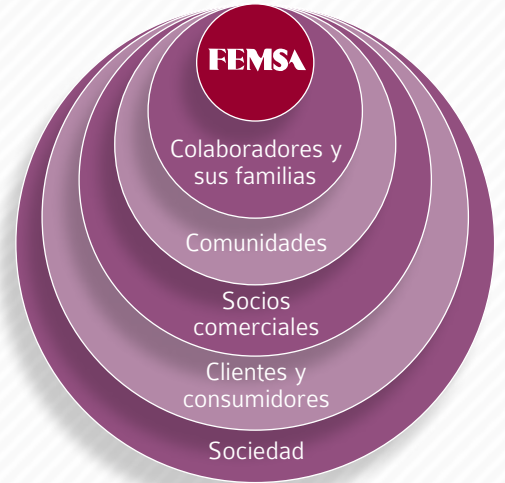 FEMSA
Colaboradores y
sus familias
Comunidades
Socios
comerciales
Clientes y
consumidores
Sociedad